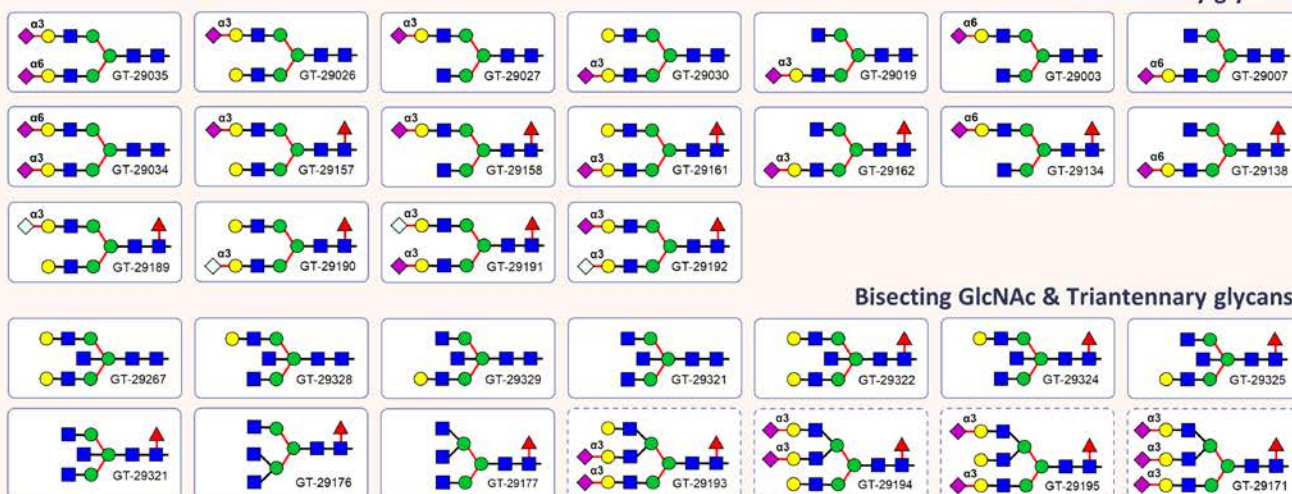 α3 α3 α3 α6
α6 α3 α3 α6
GT-29035 GT-29026 GT-29027 GT-29030 GT-29019 GT-29003 GT-29007
α6 α3 α3 α6
α3 α3 α3 α6
GT-29034 GT-29157 GT-29158 GT-29161 GT-29162 GT-29134 GT-29138
α3 α3 α3
α3 α3
GT-29189 GT-29190 GT-29191 GT-29192
Bisecting GlcNAc & Triantennary glycans
GT-29267 GT-29328 GT-29329 GT-29321 GT-29322 GT-29324 GT-29325
α3 α3 α3
α3 α3 α3
α3 α3 α3
GT-29321 GT-29176 GT-29177 GT-29193 GT-29194 GT-29195 GT-29171